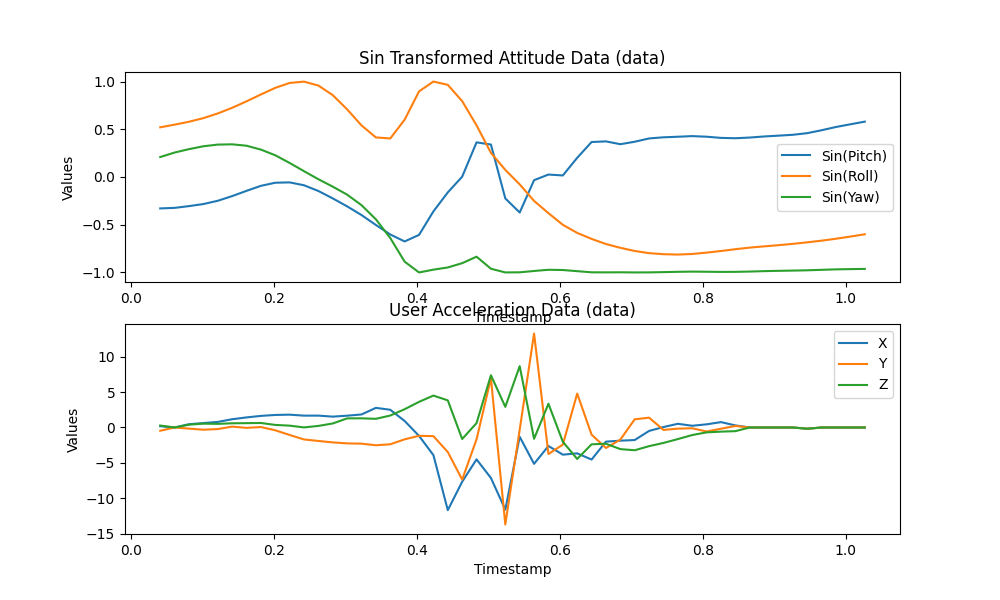 Sin Transformed Attitude Data (data)
1.0
0.5
0.0
−0.5
−1.0
Values
Sin(Pitch)
Sin(Roll)
Sin(Yaw)
0.0 0.2 0.4 0.6 0.8 1.0
Timestamp
User Acceleration Data (data)
10
5
0
−5
−10
−15
Values
X
Y
Z
0.0 0.2 0.4 0.6 0.8 1.0
Timestamp